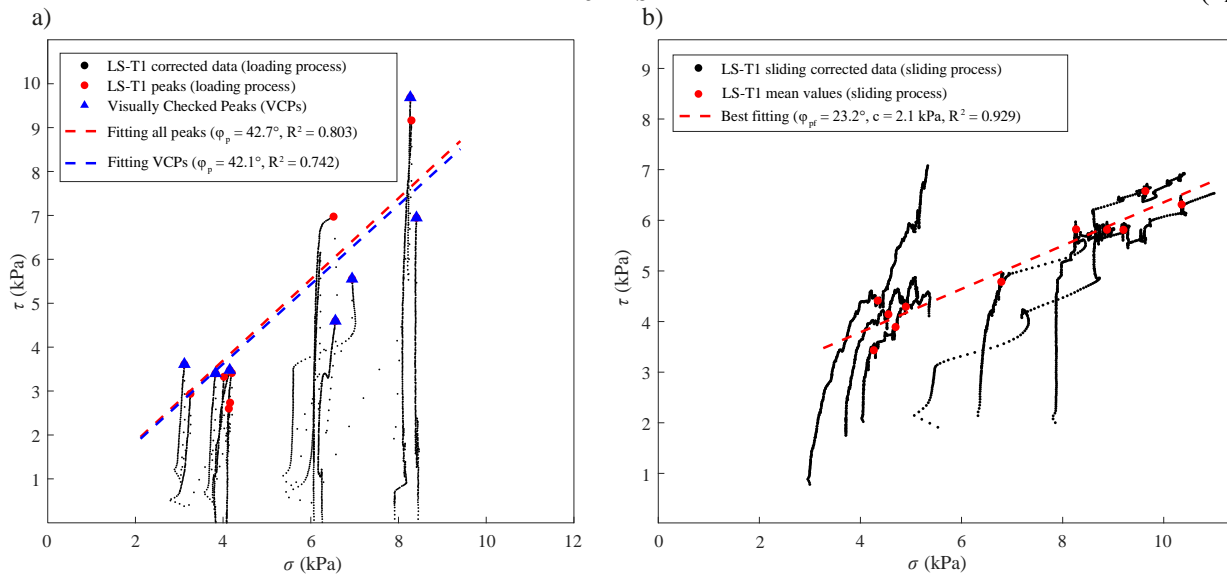 a)
LS-T1 corrected data (loading process)
LS-T1 peaks (loading process)
Visually Checked Peaks (VCPs)
Fitting all peaks (φp = 42.7°, R² = 0.803)
Fitting VCPs (φp = 42.1°, R² = 0.742)
10
9
8
7
6
5
4
3
2
1
τ (kPa)
0
2
4
6
8
10
12
σ (kPa)
b)
LS-T1 sliding corrected data (sliding process)
LS-T1 mean values (sliding process)
Best fitting (φpf = 23.2°, c = 2.1 kPa, R² = 0.929)
9
8
7
6
5
4
3
2
1
τ (kPa)
0
2
4
6
8
10
σ (kPa)